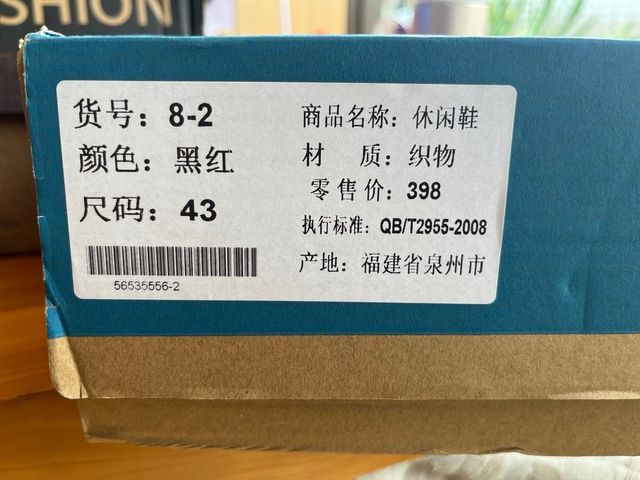 SHION
货号：8-2
颜色：黑红
尺码：43
56535556-2
商品名称：休闲鞋
材 质：织物
零售价：398
执行标准：QB/T2955-2008
产地：福建省泉州市